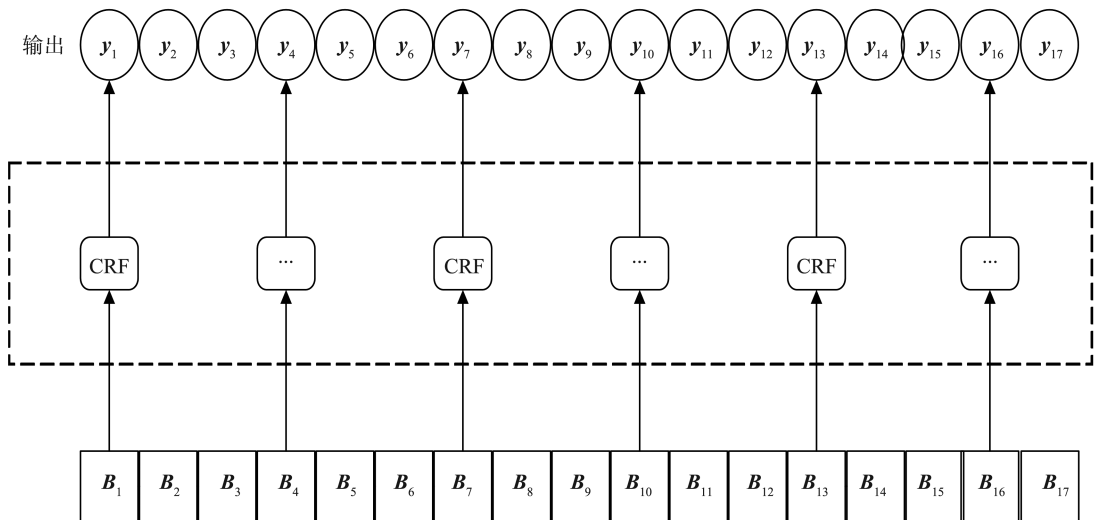 输出 y₁ y₂ y₃ y₄ y₅ y₆ y₇ y₈ y₉ y₁₀ y₁₁ y₁₂ y₁₃ y₁₄ y₁₅ y₁₆ y₁₇
CRF ... CRF ... CRF ...
B₁ B₂ B₃ B₄ B₅ B₆ B₇ B₈ B₉ B₁₀ B₁₁ B₁₂ B₁₃ B₁₄ B₁₅ B₁₆ B₁₇